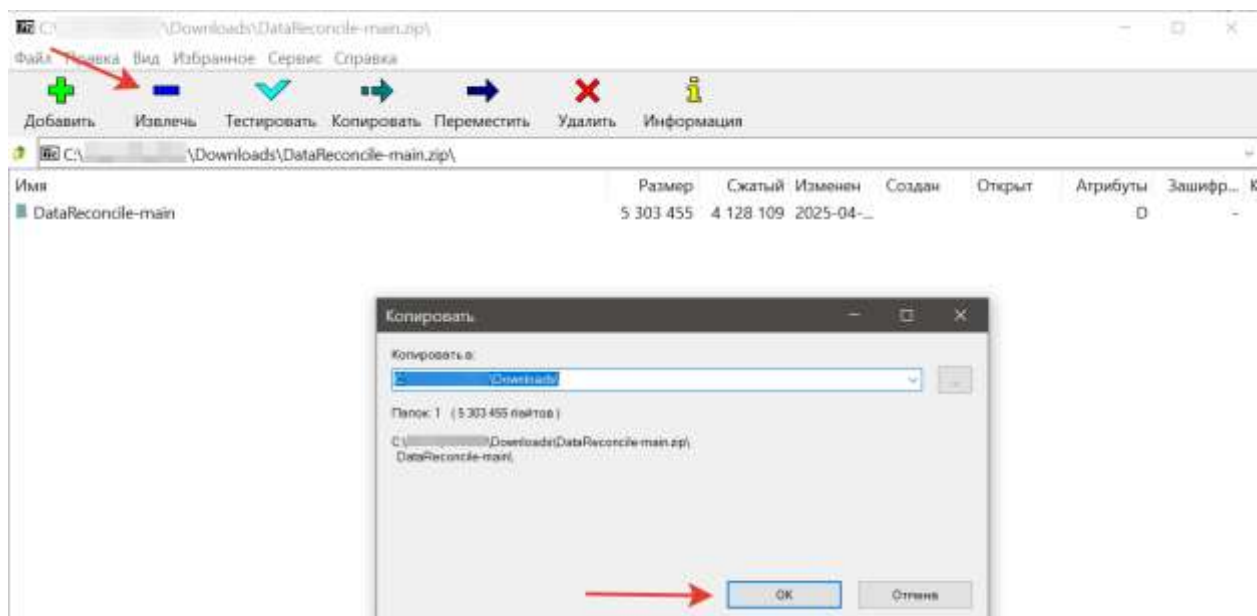 C:\ \Downloads\DataReconcile-main.zip\
Файл Правка Вид Избранное Сервис Справка
Добавить Извлечь Тестировать Копировать Переместить Удалить Информация
C:\ \Downloads\DataReconcile-main.zip\
Имя Размер Сжатый Изменен Создан Открыт Атрибуты Зашифр... К
DataReconcile-main 5 303 455 4 128 109 2025-04-... D -
Копировать
Копировать в:
C \Downloads\
...
Папок: 1 ( 5 303 455 байтов )
C:\ \Downloads\DataReconcile-main.zip\
DataReconcile-main\
OK Отмена